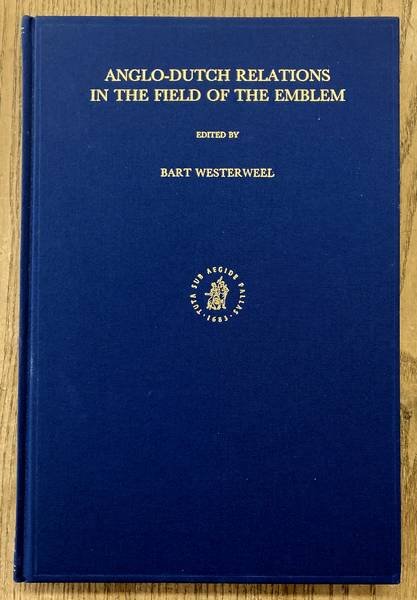 ANGLO-DUTCH RELATIONS
IN THE FIELD OF THE EMBLEM
EDITED BY
BART WESTERWEEL
TUTA SUB AEGIDE PALLAS
·1683·